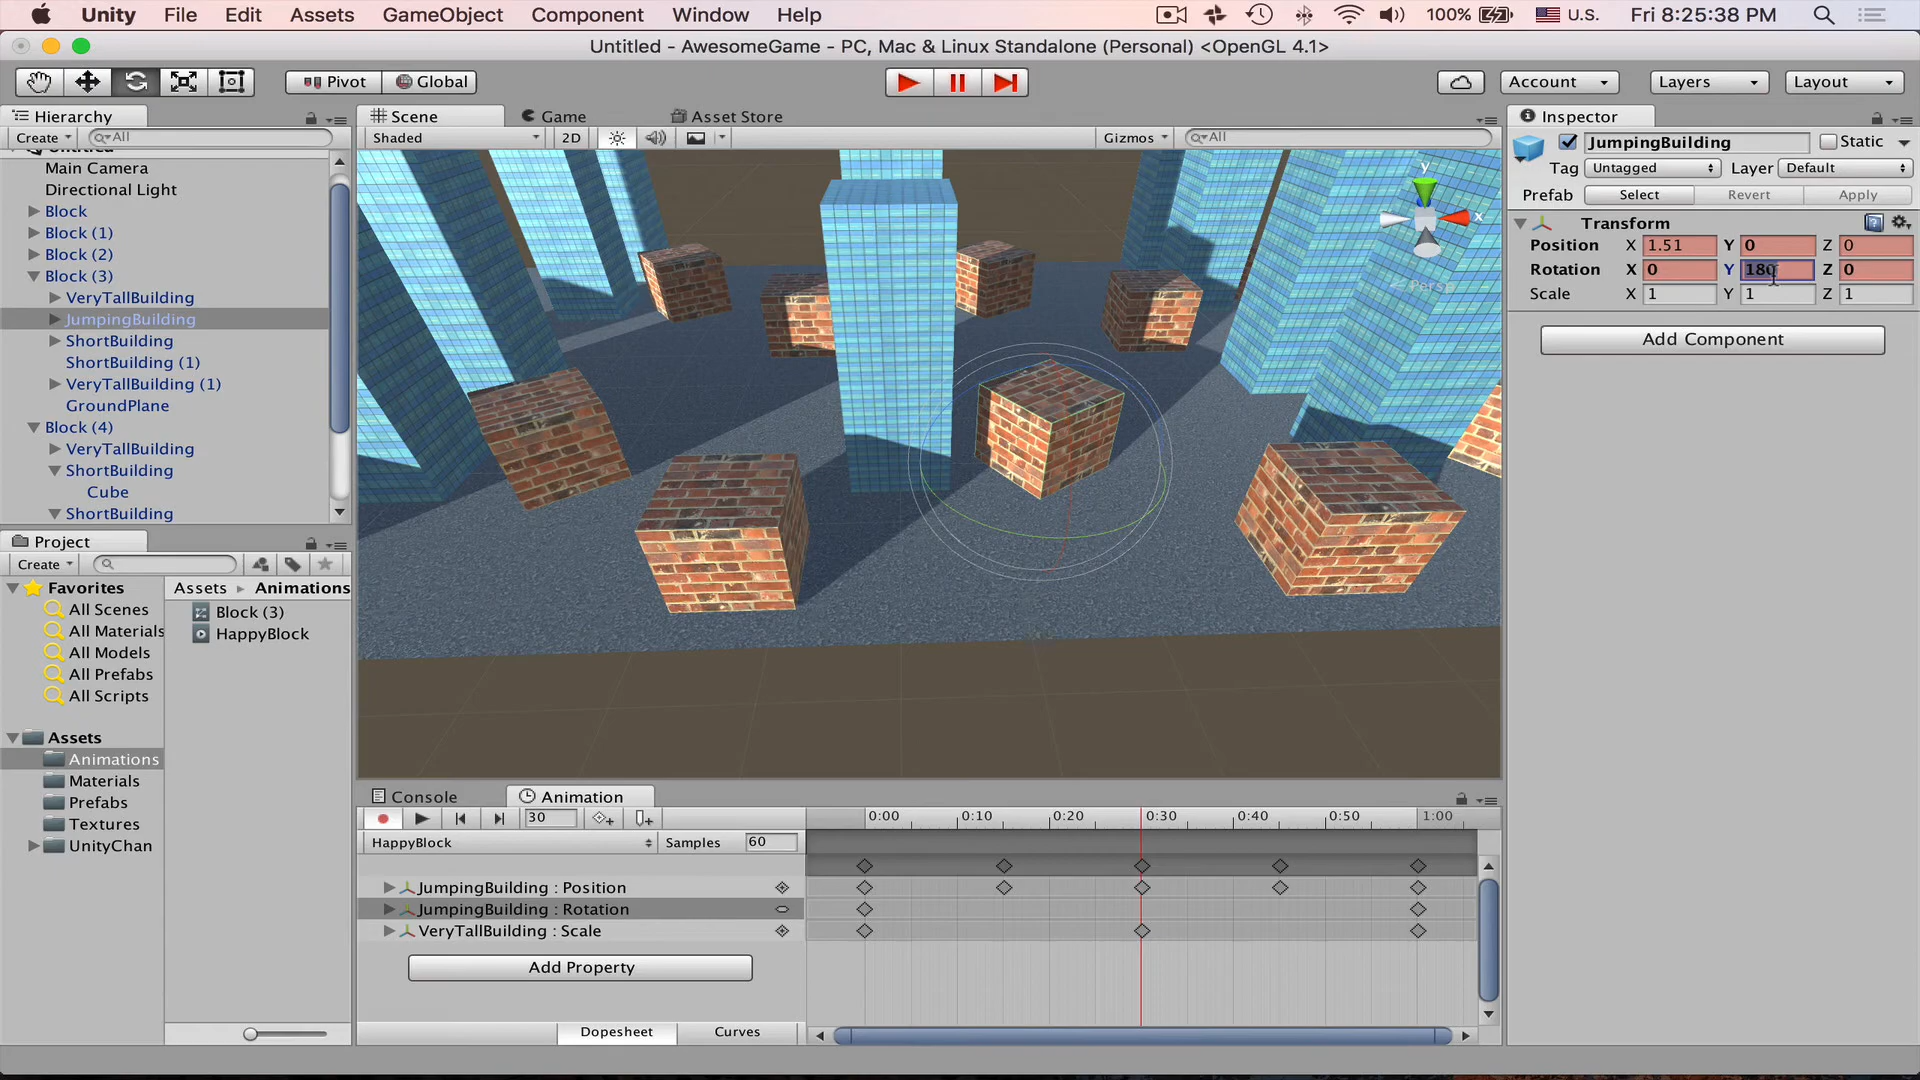 Unity File Edit Assets GameObject Component Window Help 100% U.S. Fri 8:25:38 PM
Untitled - AwesomeGame - PC, Mac & Linux Standalone (Personal) <OpenGL 4.1>
Pivot Global Account Layers Layout
Hierarchy
Create All
Untitled
Main Camera
Directional Light
Block
Block (1)
Block (2)
Block (3)
VeryTallBuilding
JumpingBuilding
ShortBuilding
ShortBuilding (1)
VeryTallBuilding (1)
GroundPlane
Block (4)
VeryTallBuilding
ShortBuilding
Cube
ShortBuilding
Scene Game Asset Store
Shaded 2D Gizmos All
y
x
Persp
Inspector
JumpingBuilding Static
Tag Untagged Layer Default
Prefab Select Revert Apply
Transform
Position X 1.51 Y 0 Z 0
Rotation X 0 Y 180 Z 0
Scale X 1 Y 1 Z 1
Add Component
Project
Create
Favorites
All Scenes
All Materials
All Models
All Prefabs
All Scripts
Assets
Animations
Materials
Prefabs
Textures
UnityChan
Assets Animations
Block (3)
HappyBlock
Console Animation
30 0:00 0:10 0:20 0:30 0:40 0:50 1:00
HappyBlock Samples 60
JumpingBuilding : Position
JumpingBuilding : Rotation
VeryTallBuilding : Scale
Add Property
Dopesheet Curves